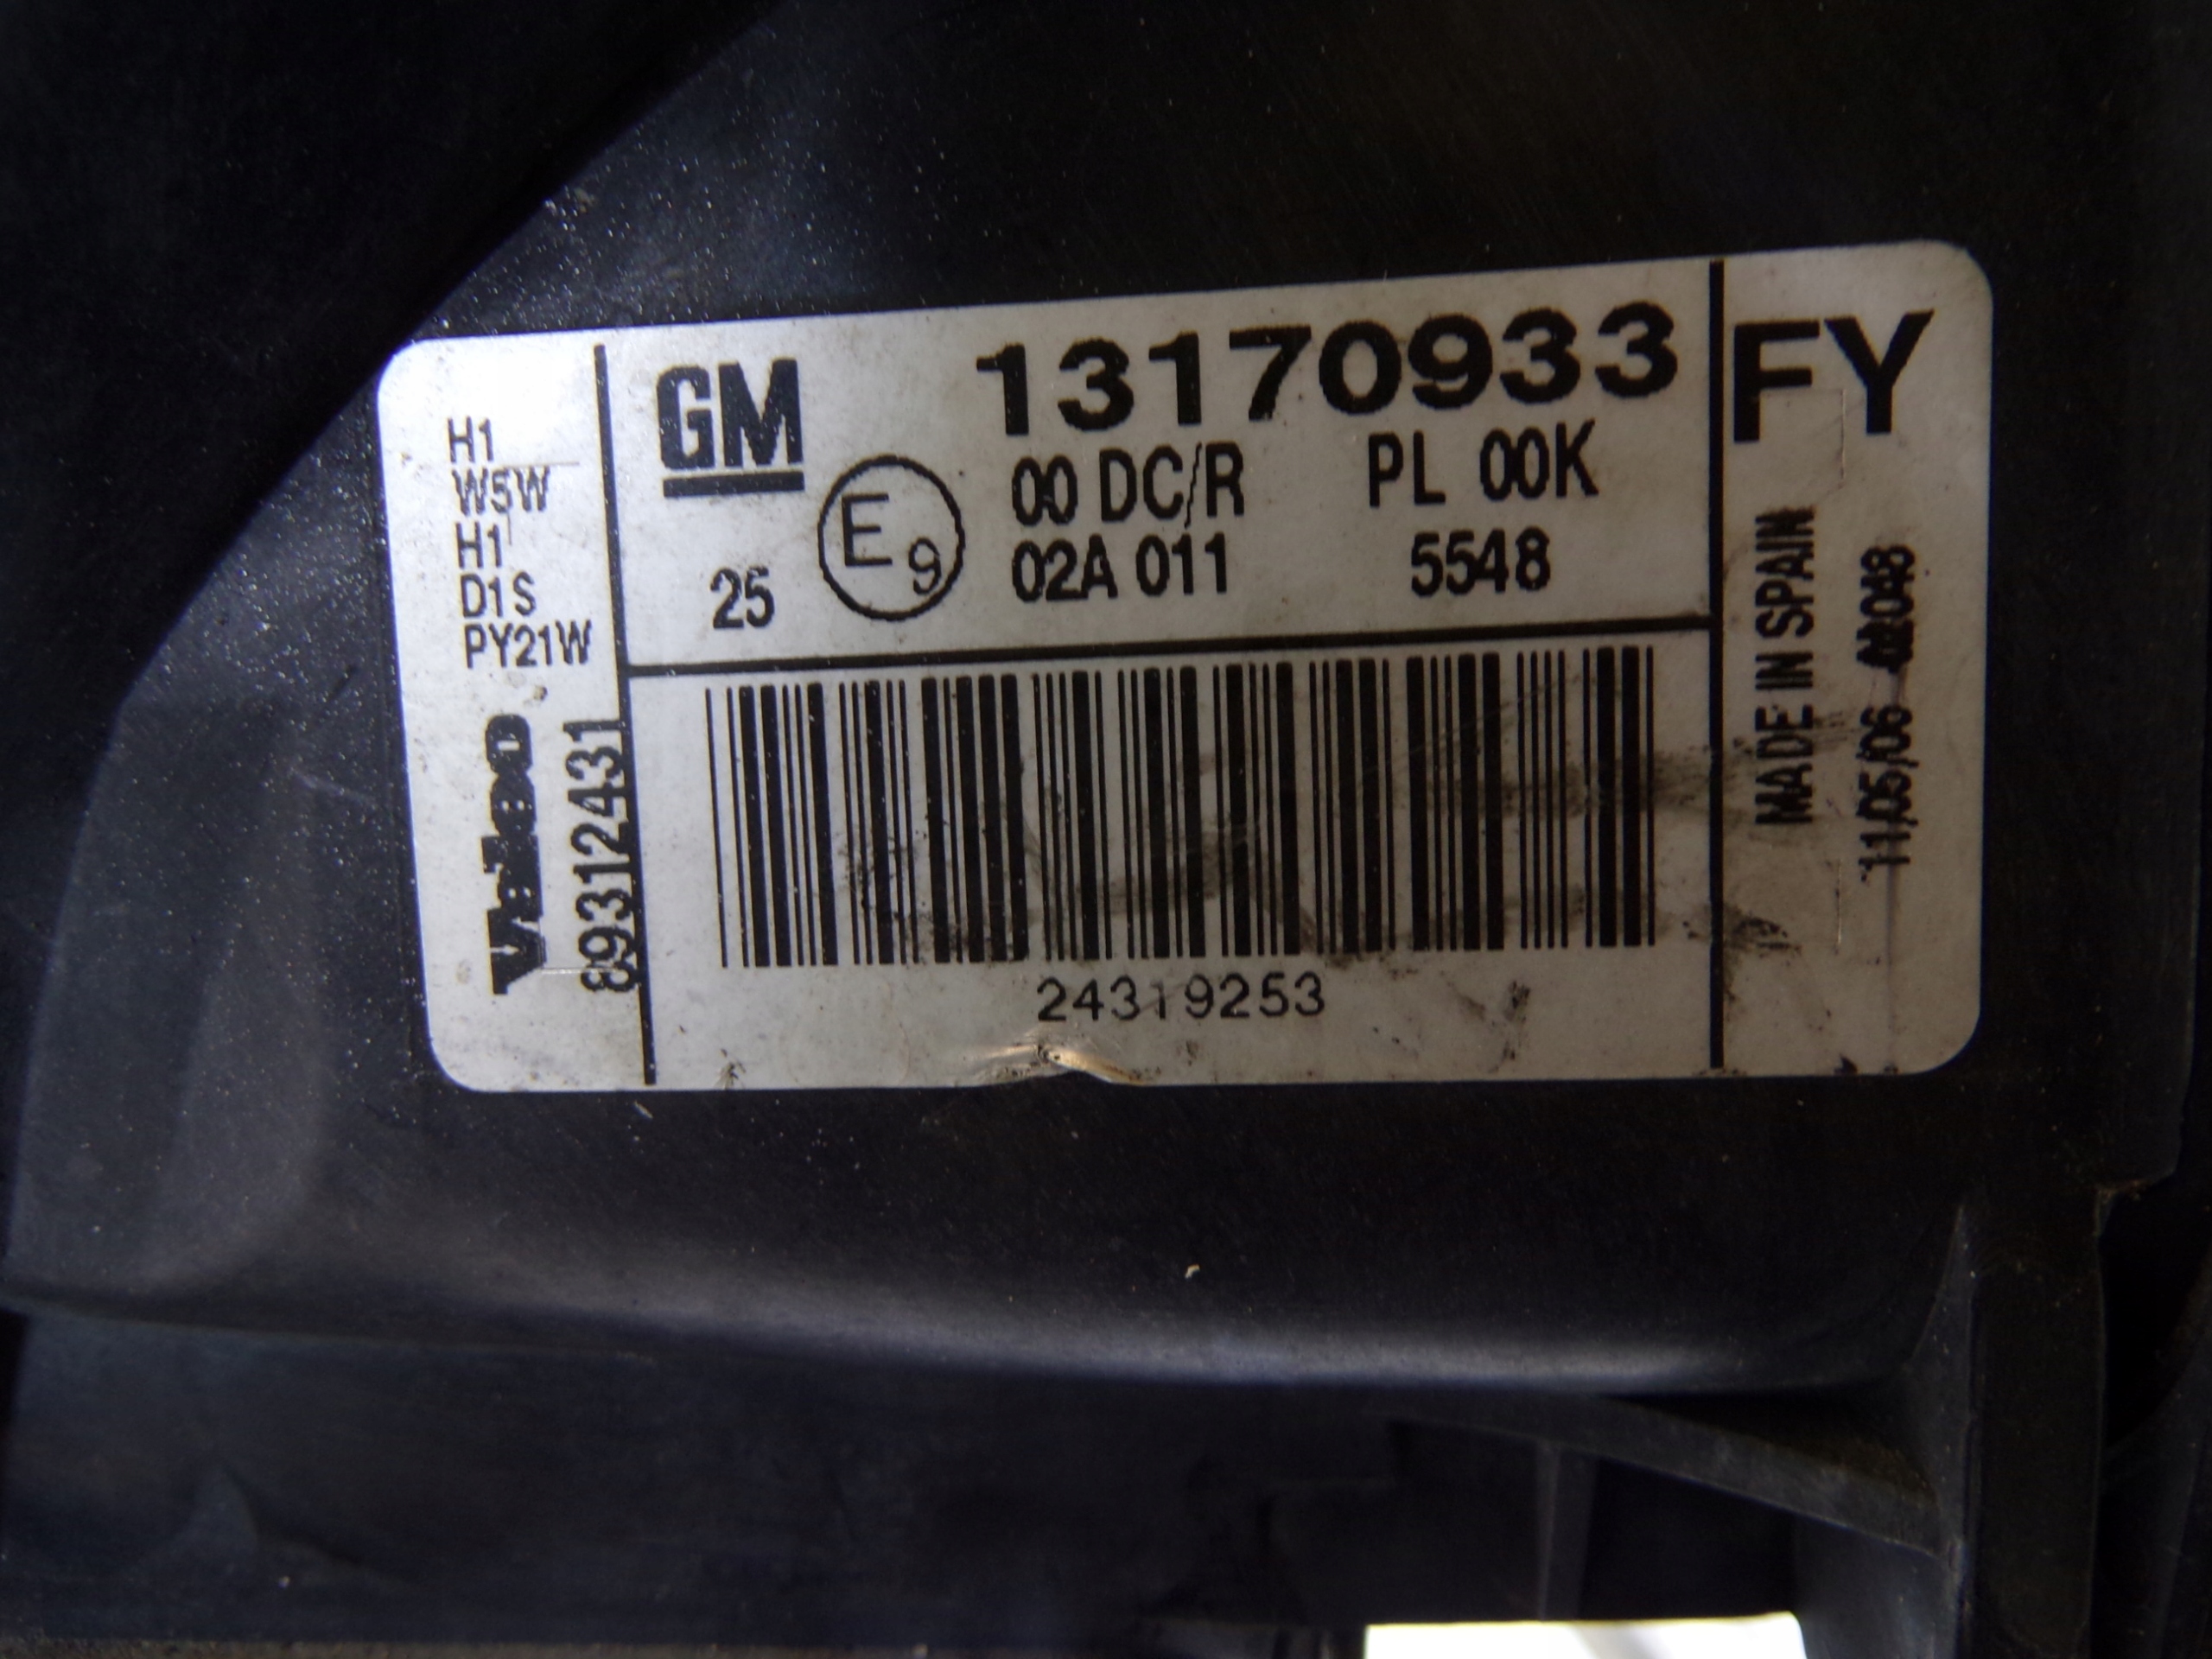 H1
W5W
H1
D1S
PY21W
Valeo
89312431
GM
13170933
00 DC/R PL 00K
25 E9 02A 011 5548
24319253
FY
MADE IN SPAIN
11/05/06